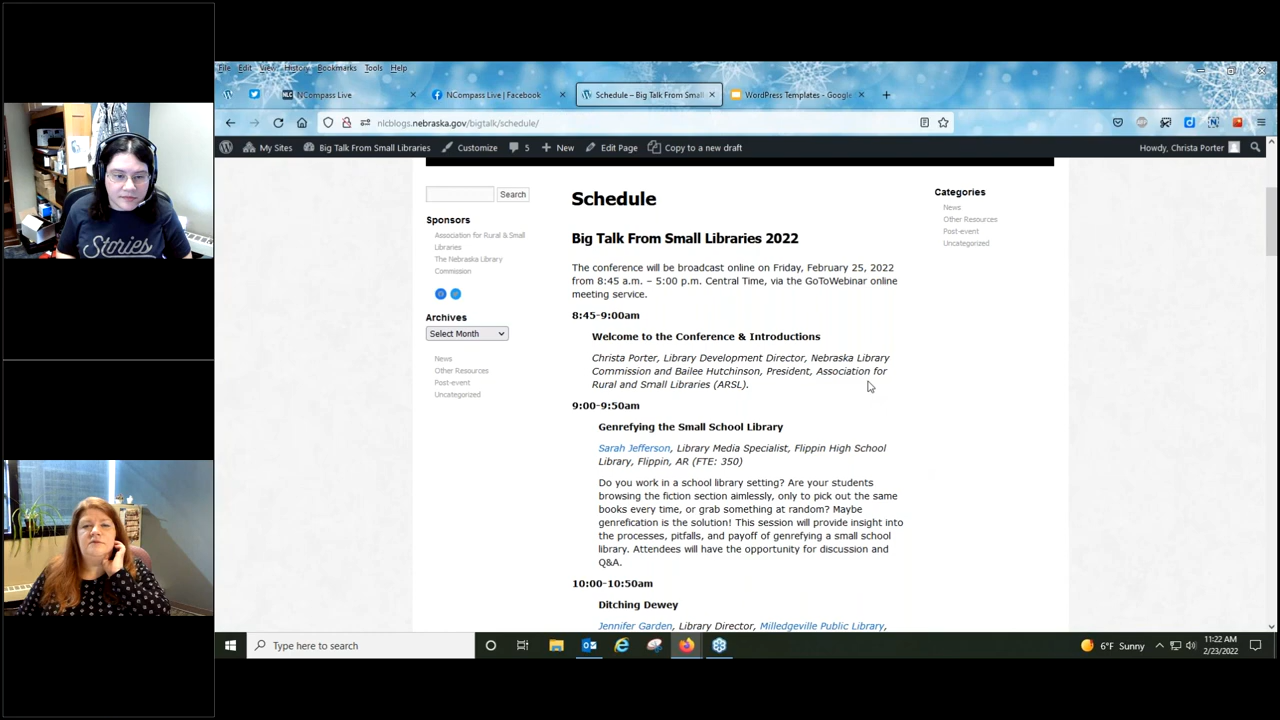 File Edit View History Bookmarks Tools Help
NCompass Live
NCompass Live | Facebook
Schedule – Big Talk From Small
WordPress Templates - Google
nlcblogs.nebraska.gov/bigtalk/schedule/
My Sites Big Talk From Small Libraries Customize 5 New Edit Page Copy to a new draft Howdy, Christa Porter
Search
Sponsors
Association for Rural & Small
Libraries
The Nebraska Library
Commission
Archives
Select Month
News
Other Resources
Post-event
Uncategorized
Schedule
Big Talk From Small Libraries 2022
The conference will be broadcast online on Friday, February 25, 2022
from 8:45 a.m. – 5:00 p.m. Central Time, via the GoToWebinar online
meeting service.
8:45-9:00am
Welcome to the Conference & Introductions
Christa Porter, Library Development Director, Nebraska Library
Commission and Bailee Hutchinson, President, Association for
Rural and Small Libraries (ARSL).
9:00-9:50am
Genrefying the Small School Library
Sarah Jefferson, Library Media Specialist, Flippin High School
Library, Flippin, AR (FTE: 350)
Do you work in a school library setting? Are your students
browsing the fiction section aimlessly, only to pick out the same
books every time, or grab something at random? Maybe
genrefication is the solution! This session will provide insight into
the processes, pitfalls, and payoff of genrefying a small school
library. Attendees will have the opportunity for discussion and
Q&A.
10:00-10:50am
Ditching Dewey
Jennifer Garden, Library Director, Milledgeville Public Library,
Categories
News
Other Resources
Post-event
Uncategorized
Stories
Type here to search
6°F Sunny
11:22 AM
2/23/2022